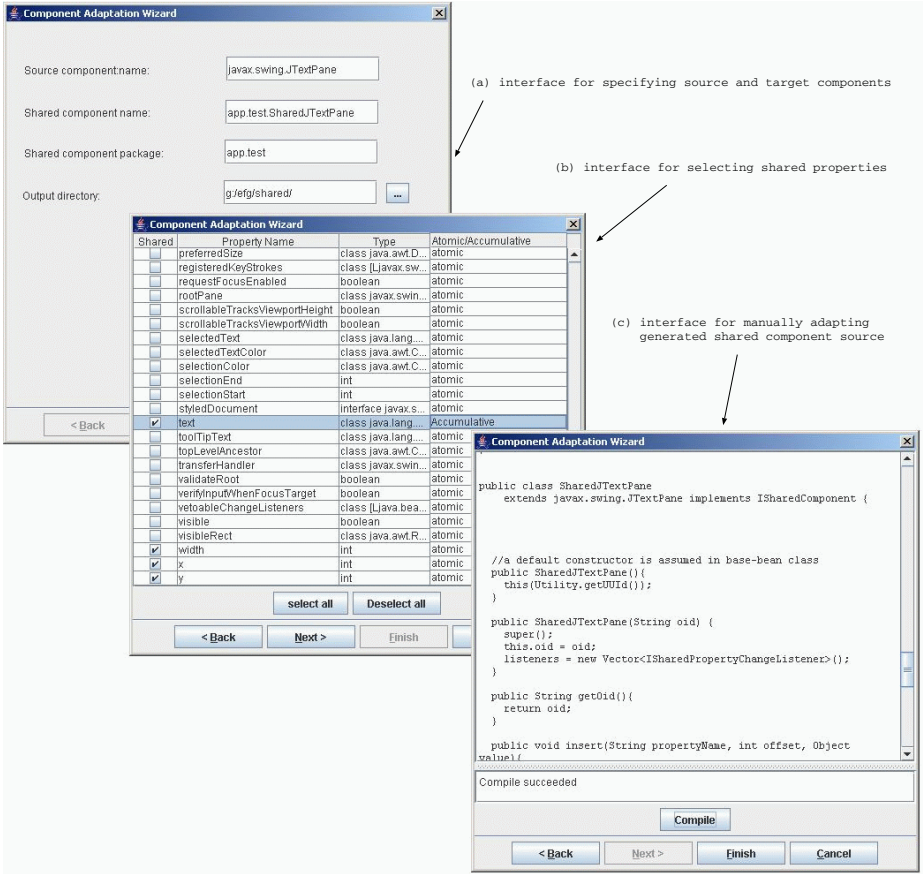 Component Adaptation Wizard
Source component:name: javax.swing.JTextPane
Shared component name: app.test.SharedJTextPane
Shared component package: app.test
Output directory: g:/efg/shared/ ...
< Back
(a) interface for specifying source and target components
(b) interface for selecting shared properties
(c) interface for manually adapting
generated shared component source
Component Adaptation Wizard
Shared Property Name Type Atomic/Accumulative
preferredSize class java.awt.D... atomic
registeredKeyStrokes class [Ljavax.sw... atomic
requestFocusEnabled boolean atomic
rootPane class javax.swin... atomic
scrollableTracksViewportHeight boolean atomic
scrollableTracksViewportWidth boolean atomic
selectedText class java.lang.... atomic
selectedTextColor class java.awt.C... atomic
selectionColor class java.awt.C... atomic
selectionEnd int atomic
selectionStart int atomic
styledDocument interface javax.s... atomic
text class java.lang.... Accumulative
toolTipText class java.lang.... atomic
topLevelAncestor class java.awt.C... atomic
transferHandler class javax.swin... atomic
validateRoot boolean atomic
verifyInputWhenFocusTarget boolean atomic
vetoableChangeListeners class [Ljava.bea... atomic
visible boolean atomic
visibleRect class java.awt.R... atomic
width int atomic
x int atomic
y int atomic
select all Deselect all
< Back Next > Finish
Component Adaptation Wizard
public class SharedJTextPane
extends javax.swing.JTextPane implements ISharedComponent {
//a default constructor is assumed in base-bean class
public SharedJTextPane(){
this(Utility.getUUId());
}
public SharedJTextPane(String oid) {
super();
this.oid = oid;
listeners = new Vector<ISharedPropertyChangeListener>();
}
public String getOid(){
return oid;
}
public void insert(String propertyName, int offset, Object
value){
Compile succeeded
Compile
< Back Next > Finish Cancel